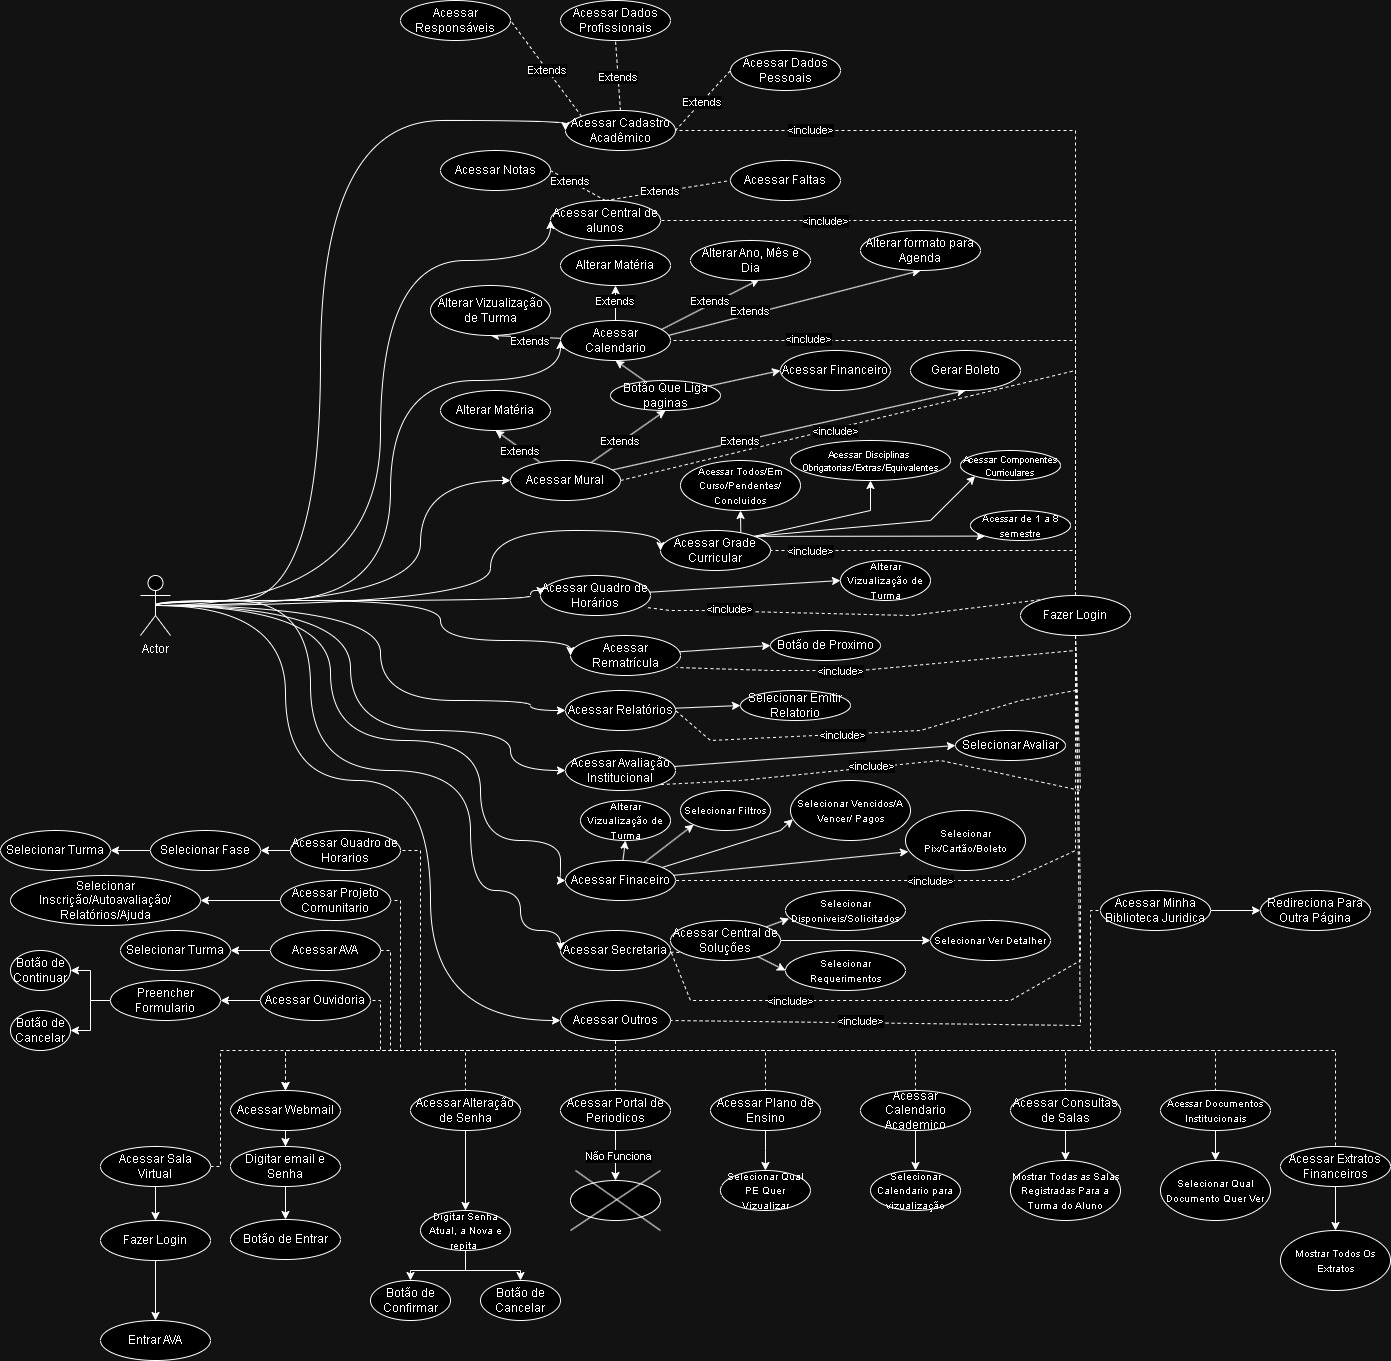 Acessar
Responsáveis
Acessar Dados
Profissionais
Acessar Dados
Pessoais
Extends
Extends
Extends
Acessar Cadastro
Acadêmico
<include>
Acessar Notas
Extends
Extends
Acessar Faltas
Acessar Central de
alunos
<include>
Alterar Matéria
Alterar Ano, Mês e
Dia
Alterar formato para
Agenda
Alterar Vizualização
de Turma
Extends
Extends
Extends
Extends
Acessar
Calendario
<include>
Botão Que Liga
paginas
Acessar Financeiro
Gerar Boleto
Alterar Matéria
Extends
Extends
Extends
<include>
Acessar Mural
Acessar Todos/Em
Curso/Pendentes/
Concluidos
Acessar Disciplinas
Obrigatorias/Extras/Equivalentes
Acessar Componentes
Curriculares
Acessar de 1 a 8
semestre
Acessar Grade
Curricular
<include>
Acessar Quadro de
Horários
Alterar
Vizualização de
Turma
<include>
Fazer Login
Actor
Acessar
Rematrícula
Botão de Proximo
<include>
Acessar Relatórios
Selecionar Emitir
Relatorio
<include>
Acessar Avaliação
Institucional
Selecionar Avaliar
<include>
Alterar
Vizualização de
Turma
Selecionar Filtros
Selecionar Vencidos/A
Vencer/ Pagos
Selecionar
Pix/Cartão/Boleto
Acessar Finaceiro
<include>
Selecionar Turma
Selecionar Fase
Acessar Quadro de
Horarios
Selecionar
Inscrição/Autoavaliação/
Relatórios/Ajuda
Acessar Projeto
Comunitario
Selecionar Turma
Acessar AVA
Botão de
Continuar
Preencher
Formulario
Acessar Ouvidoria
Botão de
Cancelar
Acessar Secretaria
Acessar Central de
Soluções
Selecionar
Disponiveis/Solicitados
Selecionar Ver Detalher
Selecionar
Requerimentos
<include>
Acessar Minha
Biblioteca Juridica
Redireciona Para
Outra Página
Acessar Outros
<include>
Acessar Webmail
Acessar Alteração
de Senha
Acessar Portal de
Periodicos
Acessar Plano de
Ensino
Acessar
Calendario
Academico
Acessar Consultas
de Salas
Acessar Documentos
Institucionais
Acessar Sala
Virtual
Digitar email e
Senha
Não Funciona
Selecionar Qual
PE Quer
Vizualizar
Selecionar
Calendario para
vizualização
Mostrar Todas as Salas
Registradas Para a
Turma do Aluno
Selecionar Qual
Documento Quer Ver
Acessar Extratos
Financeiros
Fazer Login
Botão de Entrar
Digitar Senha
Atual, a Nova e
repita
Mostrar Todos Os
Extratos
Botão de
Confirmar
Botão de
Cancelar
Entrar AVA